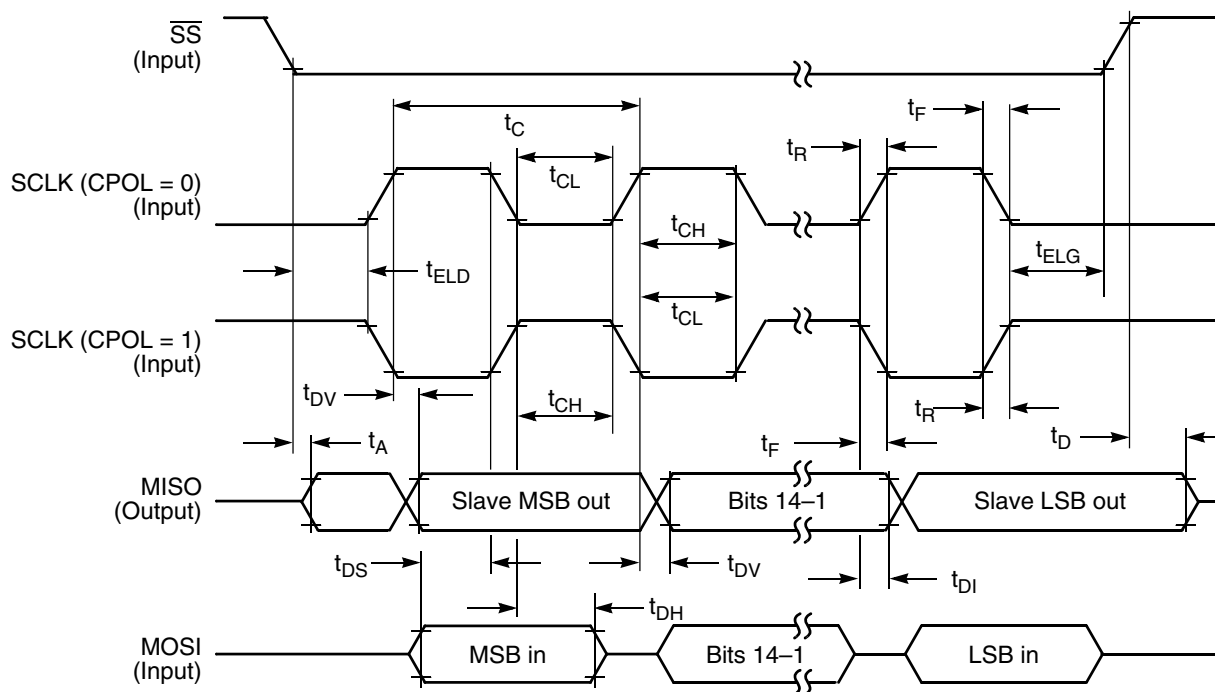 SS
(Input)
t_C
t_F
t_R
SCLK (CPOL = 0)
(Input)
t_CL
t_CH
t_ELD
t_ELG
t_CL
SCLK (CPOL = 1)
(Input)
t_DV
t_CH
t_R
t_A
t_F
t_D
MISO
(Output)
Slave MSB out
Bits 14–1
Slave LSB out
t_DS
t_DV
t_DI
t_DH
MOSI
(Input)
MSB in
Bits 14–1
LSB in